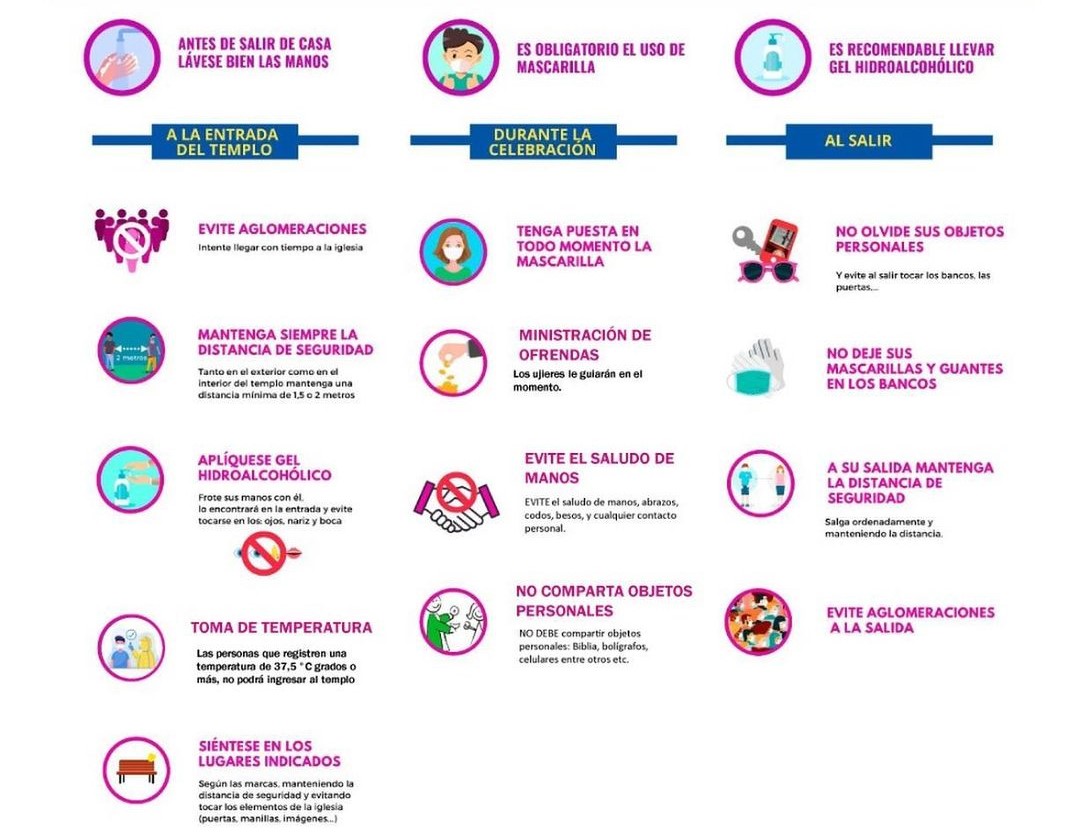 ANTES DE SALIR DE CASA
LÁVESE BIEN LAS MANOS
ES OBLIGATORIO EL USO DE
MASCARILLA
ES RECOMENDABLE LLEVAR
GEL HIDROALCOHÓLICO
A LA ENTRADA
DEL TEMPLO
EVITE AGLOMERACIONES
Intente llegar con tiempo a la iglesia
2 metros
MANTENGA SIEMPRE LA
DISTANCIA DE SEGURIDAD
Tanto en el exterior como en el
interior del templo mantenga una
distancia mínima de 1,5 o 2 metros
APLÍQUESE GEL
HIDROALCOHÓLICO
Frote sus manos con él,
lo encontrará en la entrada y evite
tocarse en los: ojos, nariz y boca
TOMA DE TEMPERATURA
Las personas que registren una
temperatura de 37,5 °C grados o
más, no podrá ingresar al templo
SIÉNTESE EN LOS
LUGARES INDICADOS
Según las marcas, manteniendo la
distancia de seguridad y evitando
tocar los elementos de la iglesia
(puertas, manillas, imágenes...)
DURANTE LA
CELEBRACIÓN
TENGA PUESTA EN
TODO MOMENTO LA
MASCARILLA
MINISTRACIÓN DE
OFRENDAS
Los ujieres le guiarán en el
momento.
EVITE EL SALUDO DE
MANOS
EVITE el saludo de manos, abrazos,
codos, besos, y cualquier contacto
personal.
NO COMPARTA OBJETOS
PERSONALES
NO DEBE compartir objetos
personales: Biblia, bolígrafos,
celulares entre otros etc.
AL SALIR
NO OLVIDE SUS OBJETOS
PERSONALES
Y evite al salir tocar los bancos, las
puertas,...
NO DEJE SUS
MASCARILLAS Y GUANTES
EN LOS BANCOS
A SU SALIDA MANTENGA
LA DISTANCIA DE
SEGURIDAD
Salga ordenadamente y
manteniendo la distancia.
EVITE AGLOMERACIONES
A LA SALIDA